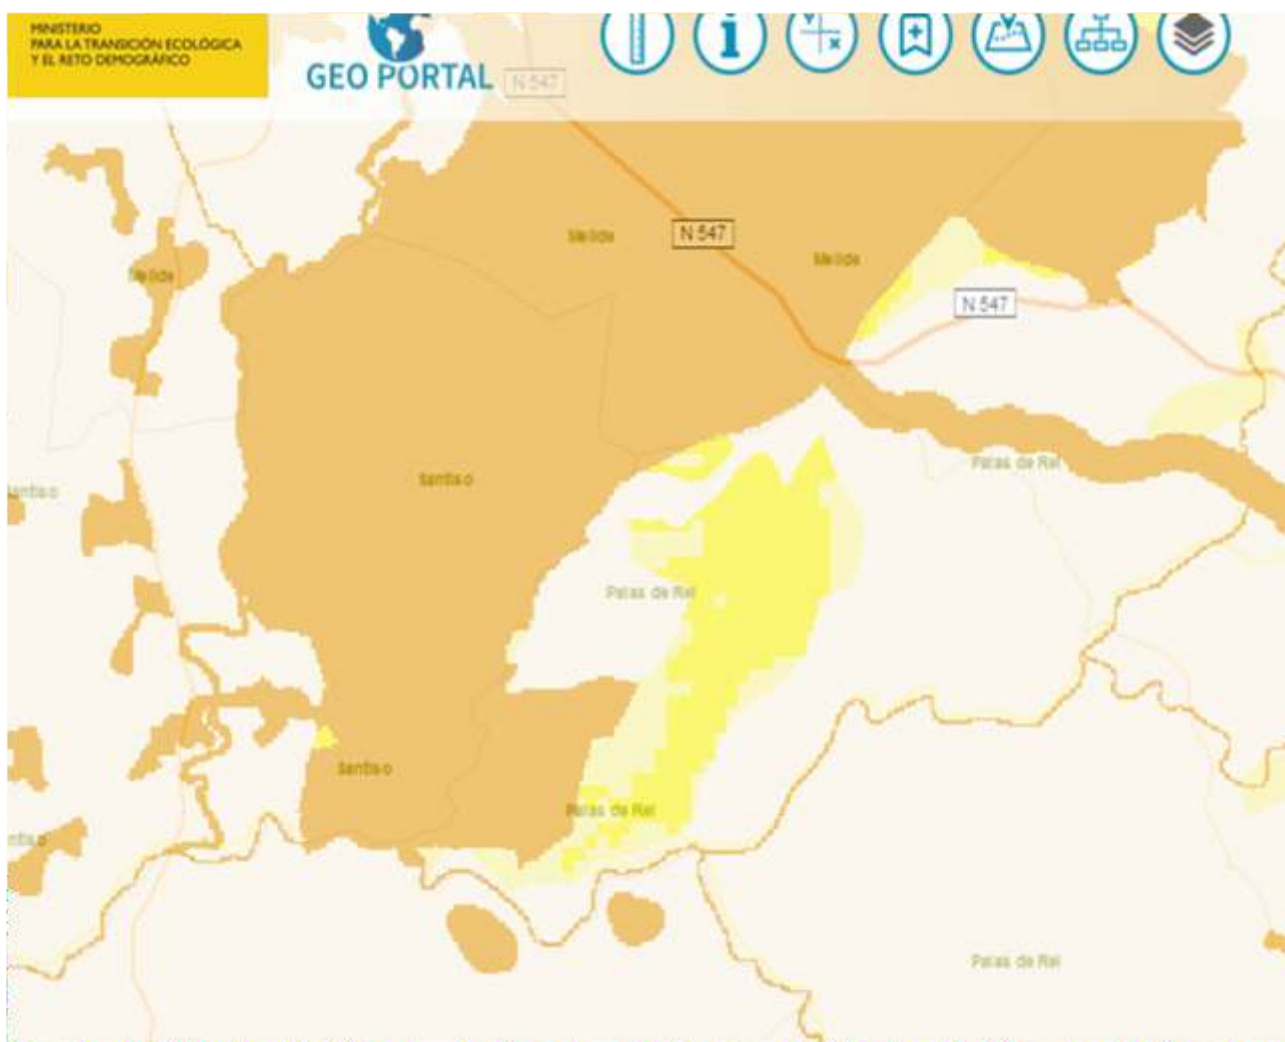 MINISTERIO
PARA LA TRANSICIÓN ECOLÓGICA
Y EL RETO DEMOGRÁFICO
GEO PORTAL
N 547
Melide
N 547
Melide
Melide
N 547
Santiso
Palas de Rei
Santiso
Palas de Rei
Santiso
Palas de Rei
Palas de Rei